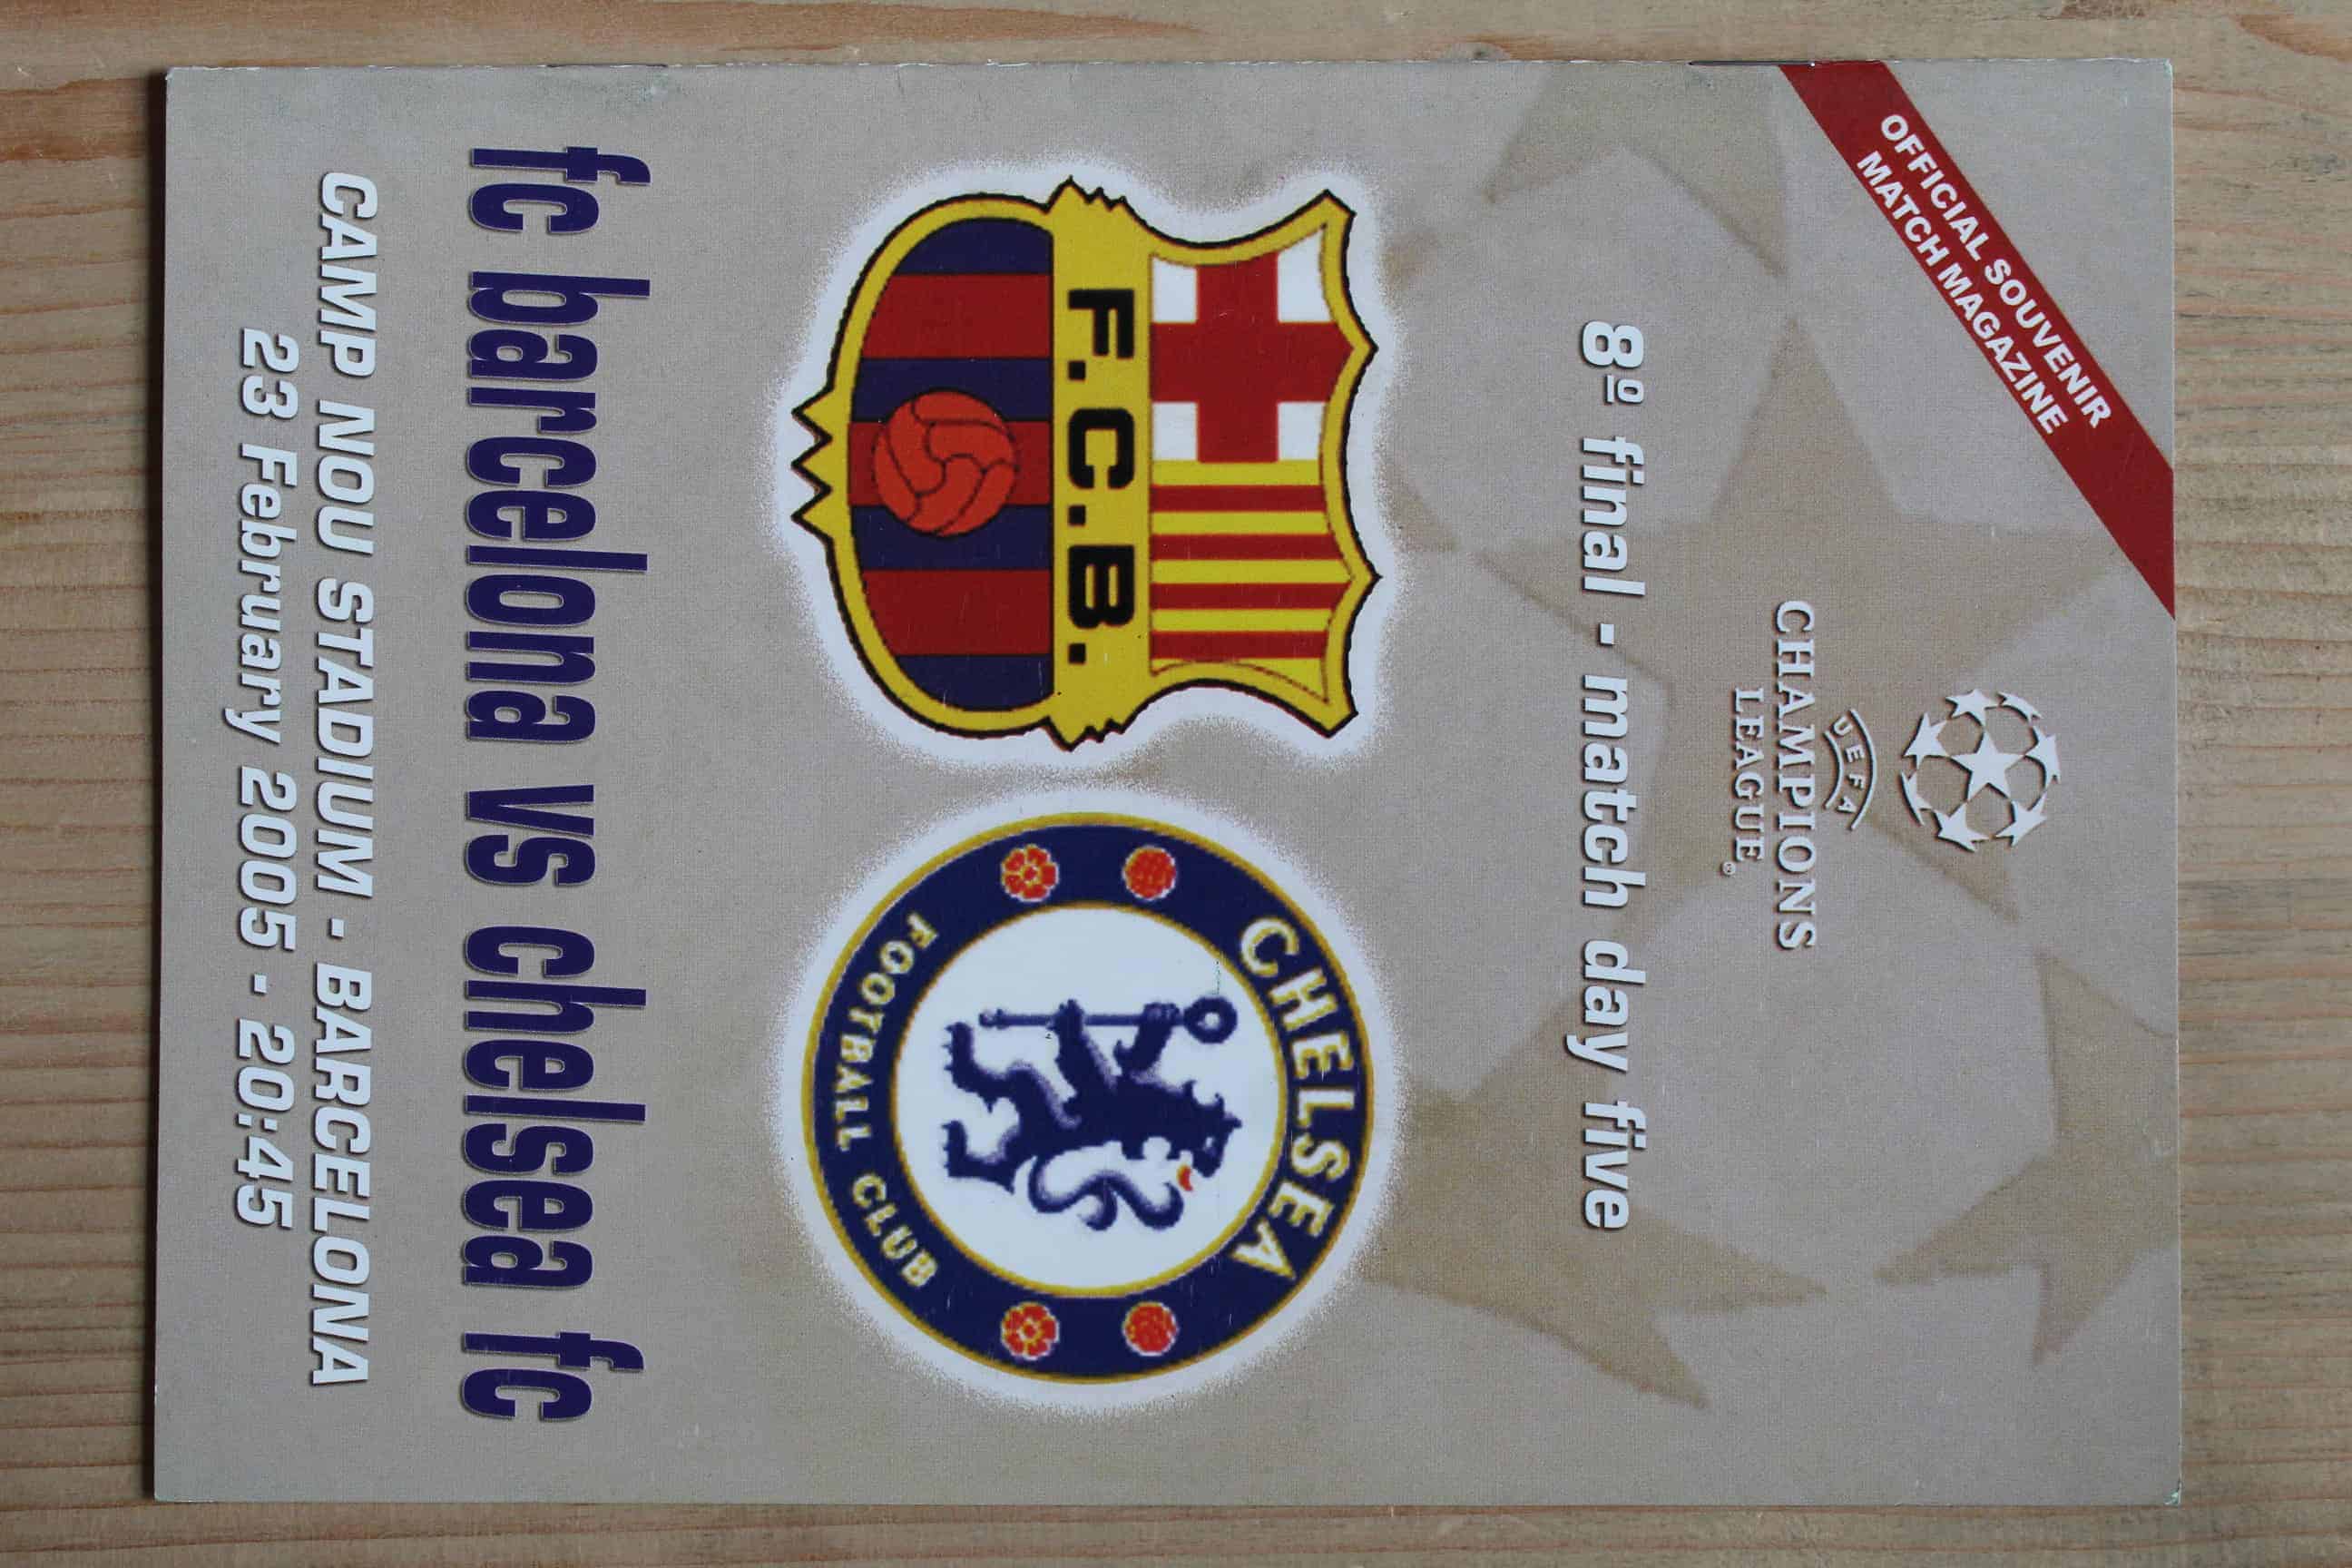 OFFICIAL SOUVENIR
MATCH MAGAZINE
UEFA
CHAMPIONS
LEAGUE®
8º final - match day five
F.C.B.
CHELSEA
FOOTBALL CLUB
fc barcelona vs chelsea fc
CAMP NOU STADIUM - BARCELONA
23 February 2005 - 20:45